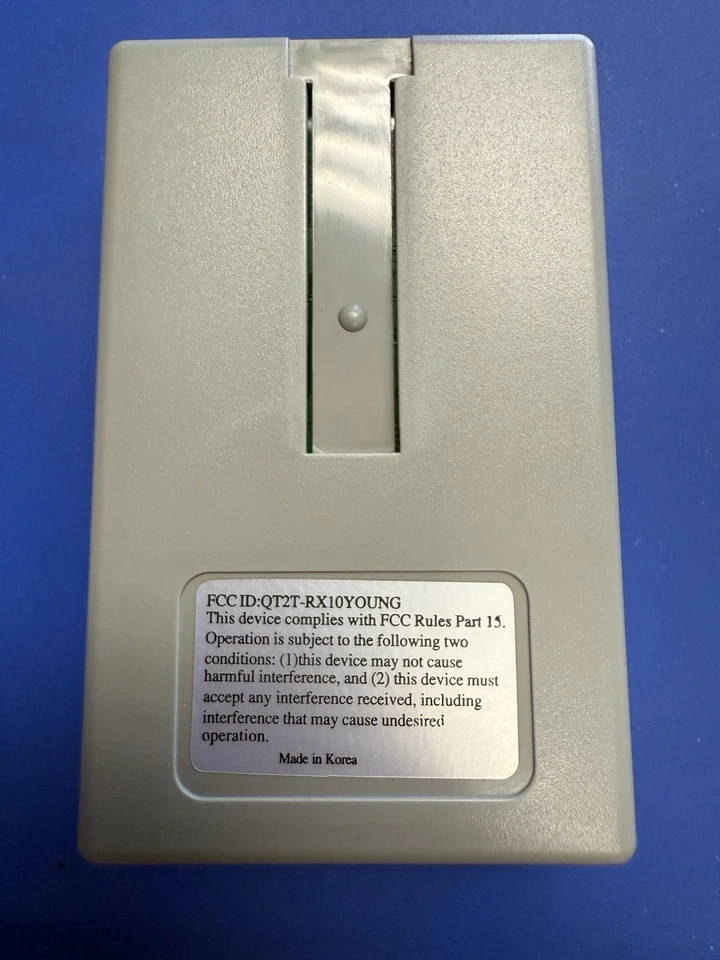 FCC ID:QT2T-RX10YOUNG
This device complies with FCC Rules Part 15.
Operation is subject to the following two
conditions: (1)this device may not cause
harmful interference, and (2) this device must
accept any interference received, including
interference that may cause undesired
operation.
Made in Korea